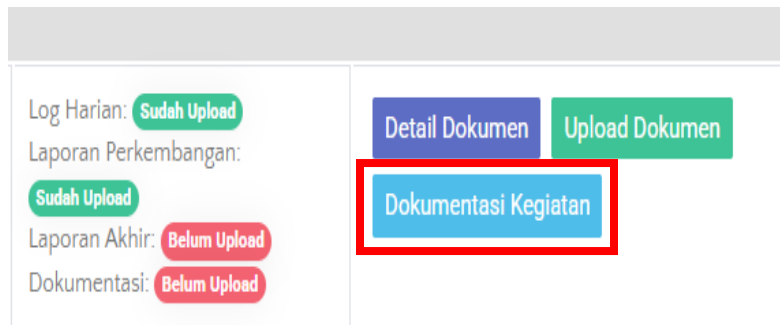 Log Harian: Sudah Upload
Laporan Perkembangan:
Sudah Upload
Laporan Akhir: Belum Upload
Dokumentasi: Belum Upload
Detail Dokumen Upload Dokumen
Dokumentasi Kegiatan